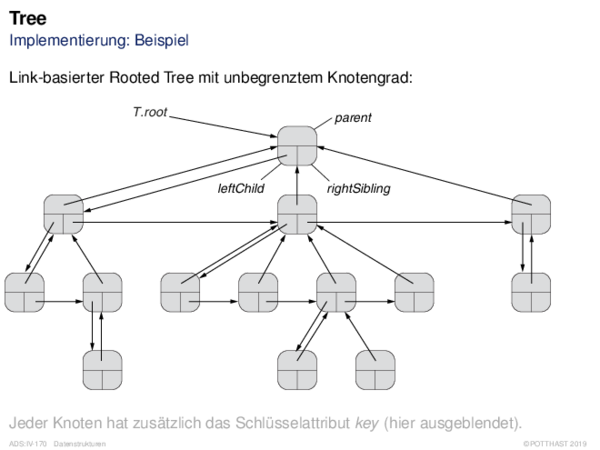 Tree
Implementierung: Beispiel
Link-basierter Rooted Tree mit unbegrenztem Knotengrad:
T.root
parent
leftChild
rightSibling
Jeder Knoten hat zusätzlich das Schlüsselattribut key (hier ausgeblendet).
ADS:IV-170 Datenstrukturen
©POTTHAST 2019